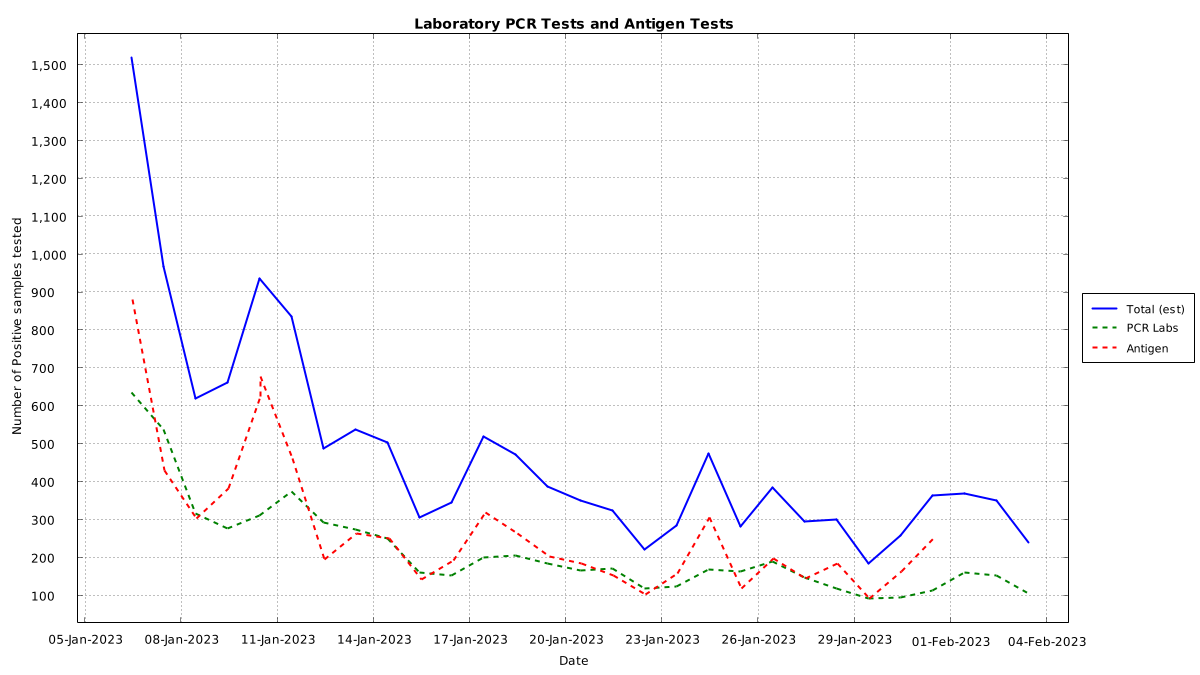 Laboratory PCR Tests and Antigen Tests
Number of Positive samples tested
1,500
1,400
1,300
1,200
1,100
1,000
900
800
700
600
500
400
300
200
100
05-Jan-2023 08-Jan-2023 11-Jan-2023 14-Jan-2023 17-Jan-2023 20-Jan-2023 23-Jan-2023 26-Jan-2023 29-Jan-2023 01-Feb-2023 04-Feb-2023
Date
Total (est)
PCR Labs
Antigen